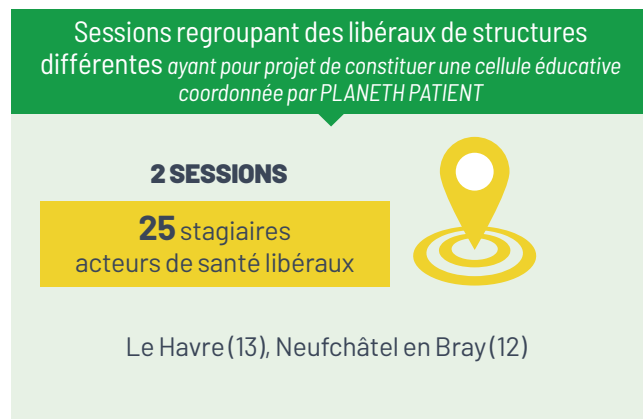 Sessions regroupant des libéraux de structures
différentes ayant pour projet de constituer une cellule éducative
coordonnée par PLANETH PATIENT
2 SESSIONS
25 stagiaires
acteurs de santé libéraux
Le Havre (13), Neufchâtel en Bray (12)